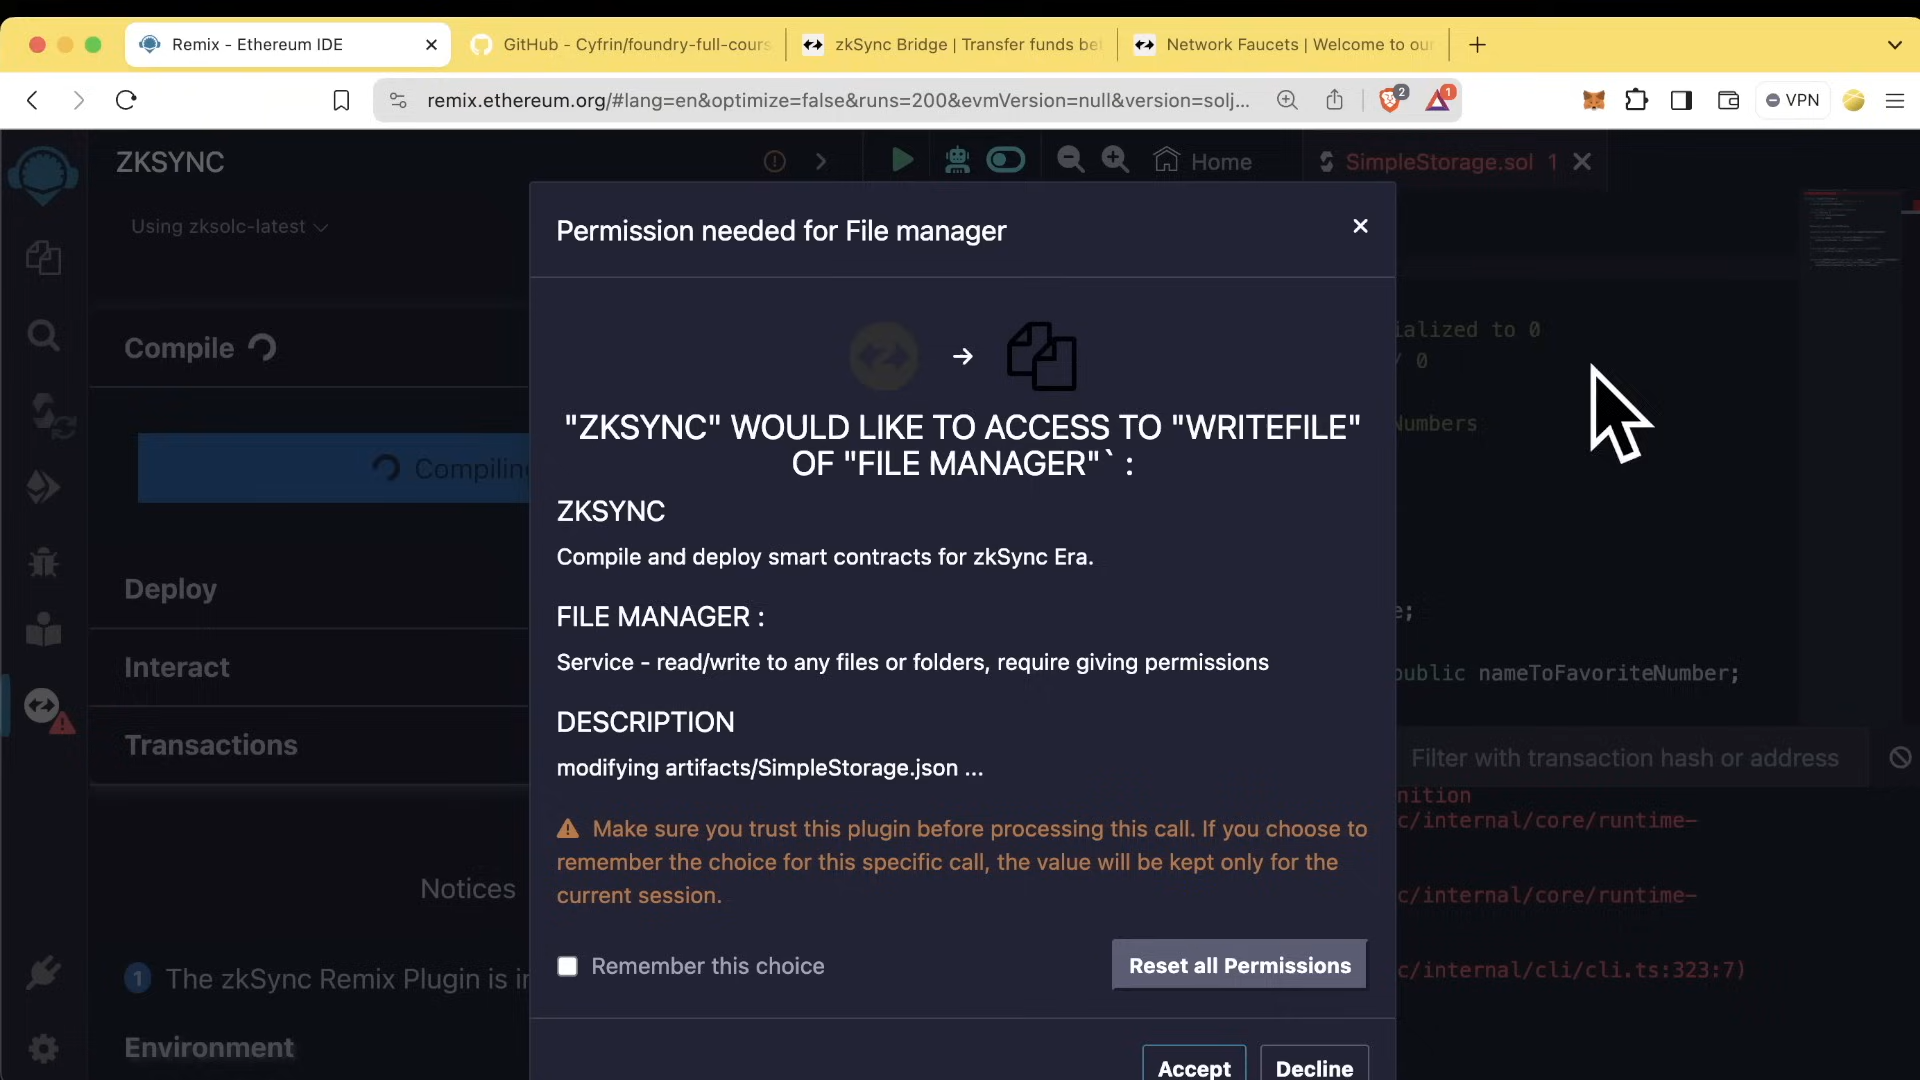 Remix - Ethereum IDE
GitHub - Cyfrin/foundry-full-cours
zkSync Bridge | Transfer funds bet
Network Faucets | Welcome to our
remix.ethereum.org/#lang=en&optimize=false&runs=200&evmVersion=null&version=solj...
2
1
VPN
ZKSYNC
Home
SimpleStorage.sol 1
Using zksolc-latest
Permission needed for File manager
Compile
ialized to 0
/ 0
"ZKSYNC" WOULD LIKE TO ACCESS TO "WRITEFILE"
OF "FILE MANAGER"` :
Numbers
Compiling
ZKSYNC
Compile and deploy smart contracts for zkSync Era.
Deploy
FILE MANAGER :
e;
Interact
Service - read/write to any files or folders, require giving permissions
public nameToFavoriteNumber;
Transactions
DESCRIPTION
modifying artifacts/SimpleStorage.json ...
Filter with transaction hash or address
nition
c/internal/core/runtime-
Make sure you trust this plugin before processing this call. If you choose to
remember the choice for this specific call, the value will be kept only for the
current session.
Notices
c/internal/core/runtime-
Remember this choice
Reset all Permissions
1 The zkSync Remix Plugin is in
c/internal/cli/cli.ts:323:7)
Environment
Accept
Decline